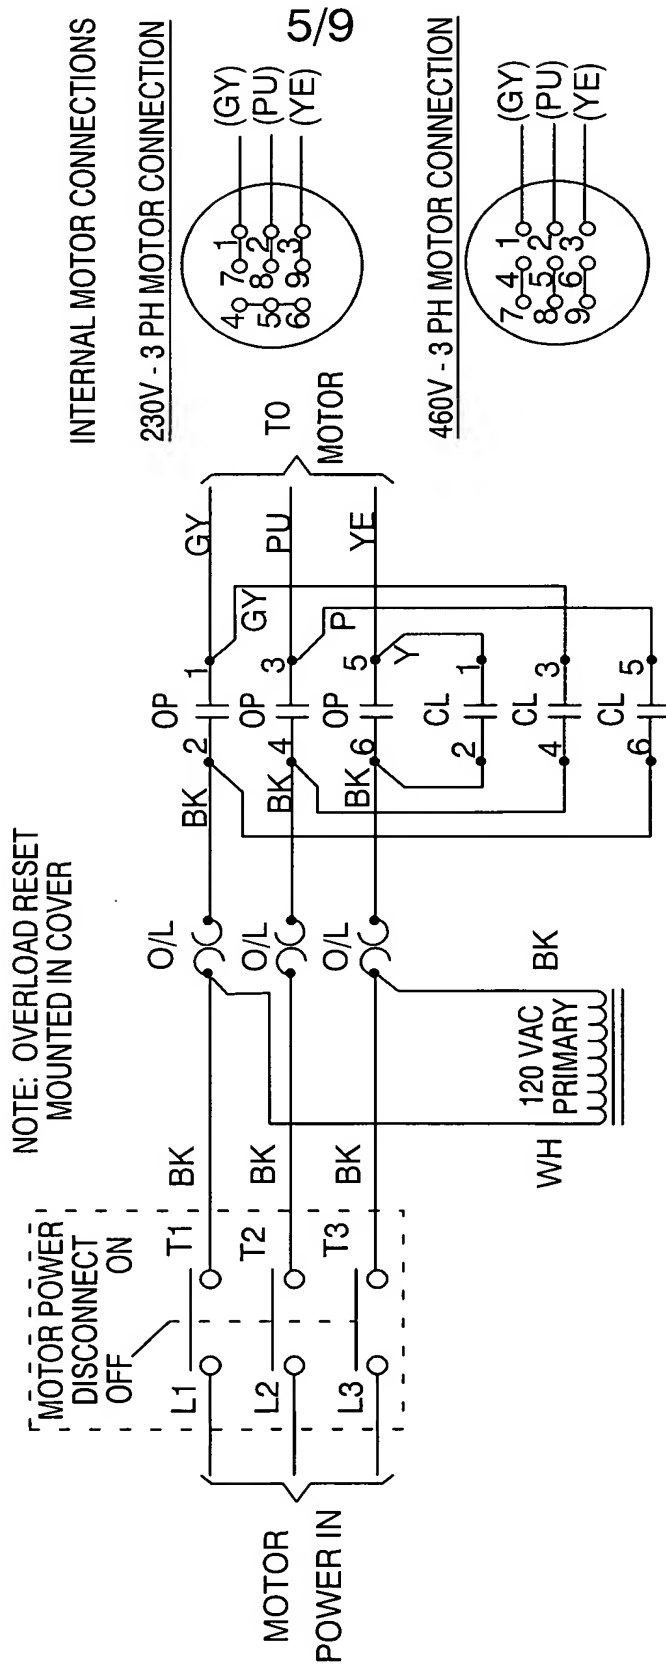 5/9
NOTE: OVERLOAD RESET
MOUNTED IN COVER
INTERNAL MOTOR CONNECTIONS
MOTOR POWER
DISCONNECT
OFF ON
MOTOR
POWER IN
L1 T1 BK O/L BK 2 OP 1 GY
L2 T2 BK O/L BK 4 OP 3 PU
L3 T3 BK O/L BK 6 OP 5 YE
GY
P
Y
2 CL 1
4 CL 3
6 CL 5
WH
120 VAC
PRIMARY
BK
TO
MOTOR
230V - 3 PH MOTOR CONNECTION
4 7 1 (GY)
5 8 2 (PU)
6 9 3 (YE)
460V - 3 PH MOTOR CONNECTION
7 4 1 (GY)
8 5 2 (PU)
9 6 3 (YE)